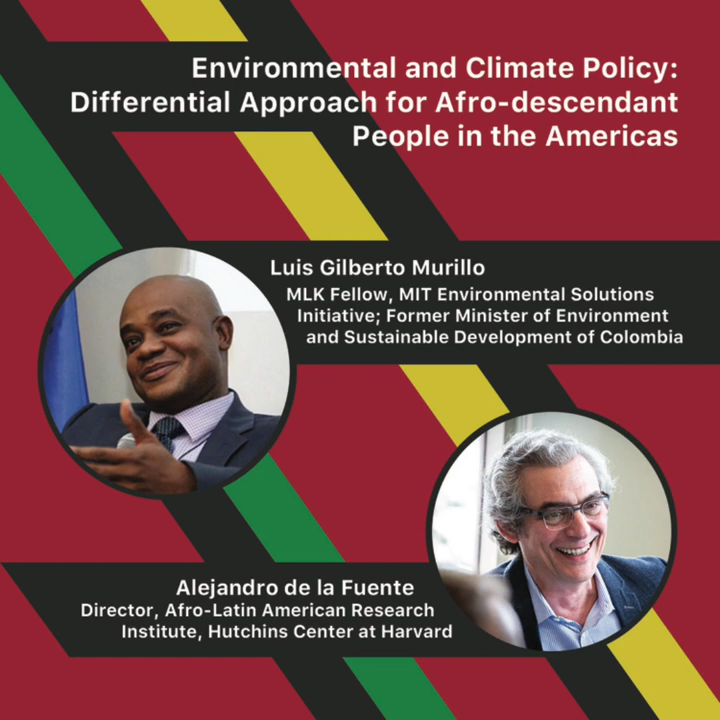 Environmental and Climate Policy:
Differential Approach for Afro-descendant
People in the Americas
Luis Gilberto Murillo
MLK Fellow, MIT Environmental Solutions
Initiative; Former Minister of Environment
and Sustainable Development of Colombia
Alejandro de la Fuente
Director, Afro-Latin American Research
Institute, Hutchins Center at Harvard